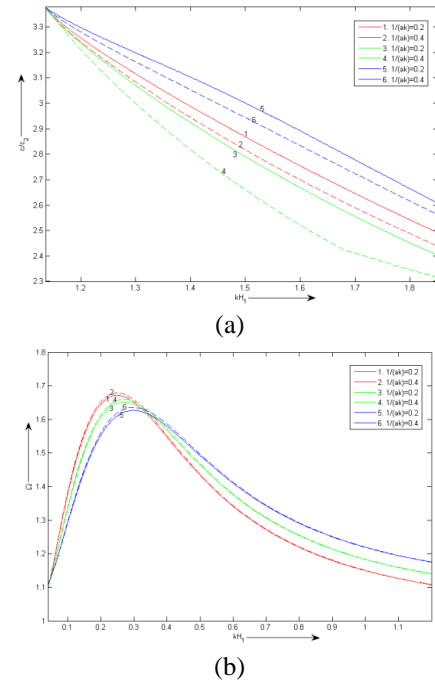 3.3
3.2
3.1
3
2.9
2.8
2.7
2.6
2.5
2.4
2.3
c/c₂
1. 1/(ak)=0.2
2. 1/(ak)=0.4
3. 1/(ak)=0.2
4. 1/(ak)=0.4
5. 1/(ak)=0.2
6. 1/(ak)=0.4
5
6
1
2
3
4
1.2 1.3 1.4 1.5 1.6 1.7 1.8
kH₁
(a)
1.8
1.7
1.6
1.5
1.4
1.3
1.2
1.1
1
Ω
1. 1/(ak)=0.2
2. 1/(ak)=0.4
3. 1/(ak)=0.2
4. 1/(ak)=0.4
5. 1/(ak)=0.2
6. 1/(ak)=0.4
2
1 4
3 6
5
0.1 0.2 0.3 0.4 0.5 0.6 0.7 0.8 0.9 1 1.1
kH₁
(b)